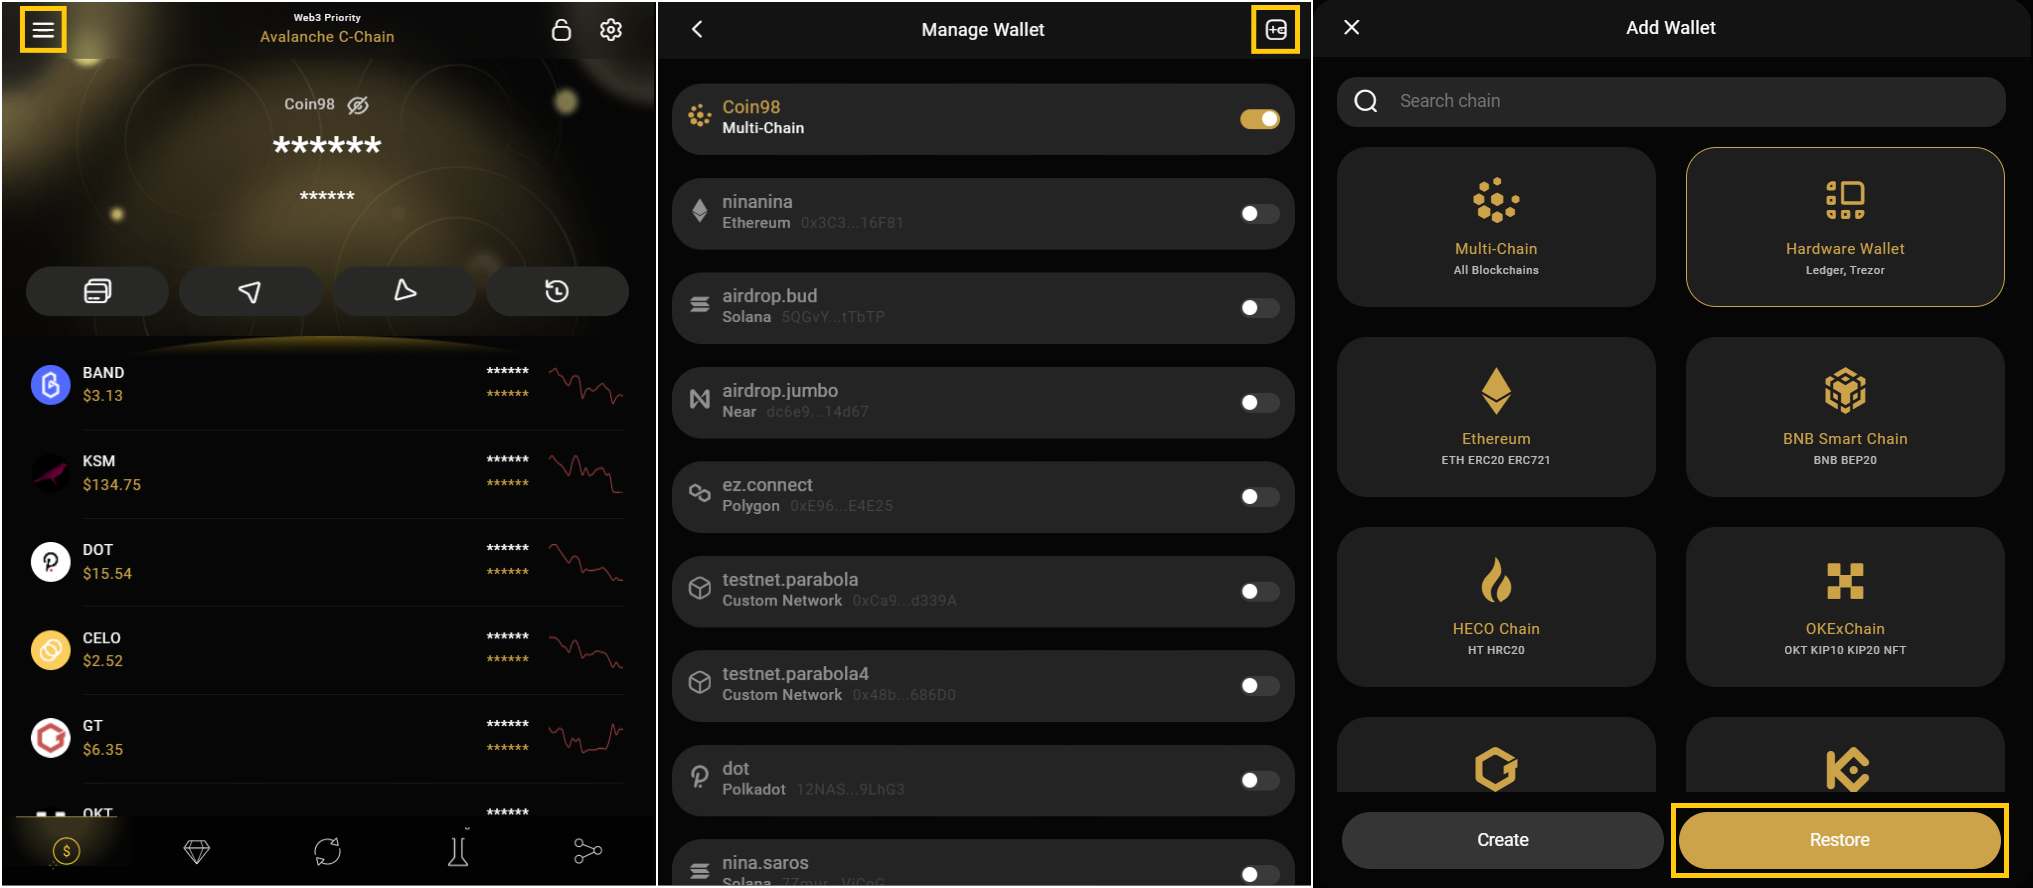 Web3 Priority
Avalanche C-Chain
Coin98
******
******
BAND
$3.13
******
******
KSM
$134.75
******
******
DOT
$15.54
******
******
CELO
$2.52
******
******
GT
$6.35
******
******
OKT
******
Manage Wallet
Coin98
Multi-Chain
ninanina
Ethereum 0x3C3...16F81
airdrop.bud
Solana 5QGvY...tTbTP
airdrop.jumbo
Near dc6e9...14d67
ez.connect
Polygon 0xE96...E4E25
testnet.parabola
Custom Network 0xCa9...d339A
testnet.parabola4
Custom Network 0x48b...686D0
dot
Polkadot 12NAS...9LhG3
nina.saros
Solana
Add Wallet
Search chain
Multi-Chain
All Blockchains
Hardware Wallet
Ledger, Trezor
Ethereum
ETH ERC20 ERC721
BNB Smart Chain
BNB BEP20
HECO Chain
HT HRC20
OKExChain
OKT KIP10 KIP20 NFT
Create
Restore